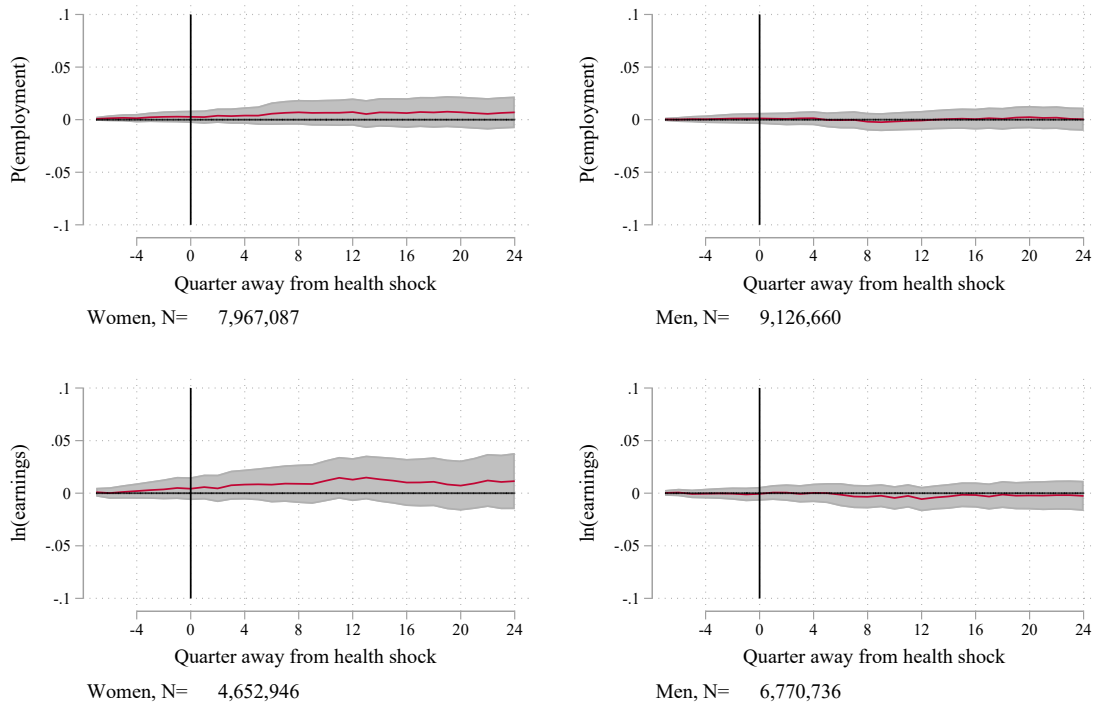 .1
.05
0
-.05
-.1
P(employment)
-4 0 4 8 12 16 20 24
Quarter away from health shock
Women, N= 7,967,087
.1
.05
0
-.05
-.1
P(employment)
-4 0 4 8 12 16 20 24
Quarter away from health shock
Men, N= 9,126,660
.1
.05
0
-.05
-.1
ln(earnings)
-4 0 4 8 12 16 20 24
Quarter away from health shock
Women, N= 4,652,946
.1
.05
0
-.05
-.1
ln(earnings)
-4 0 4 8 12 16 20 24
Quarter away from health shock
Men, N= 6,770,736